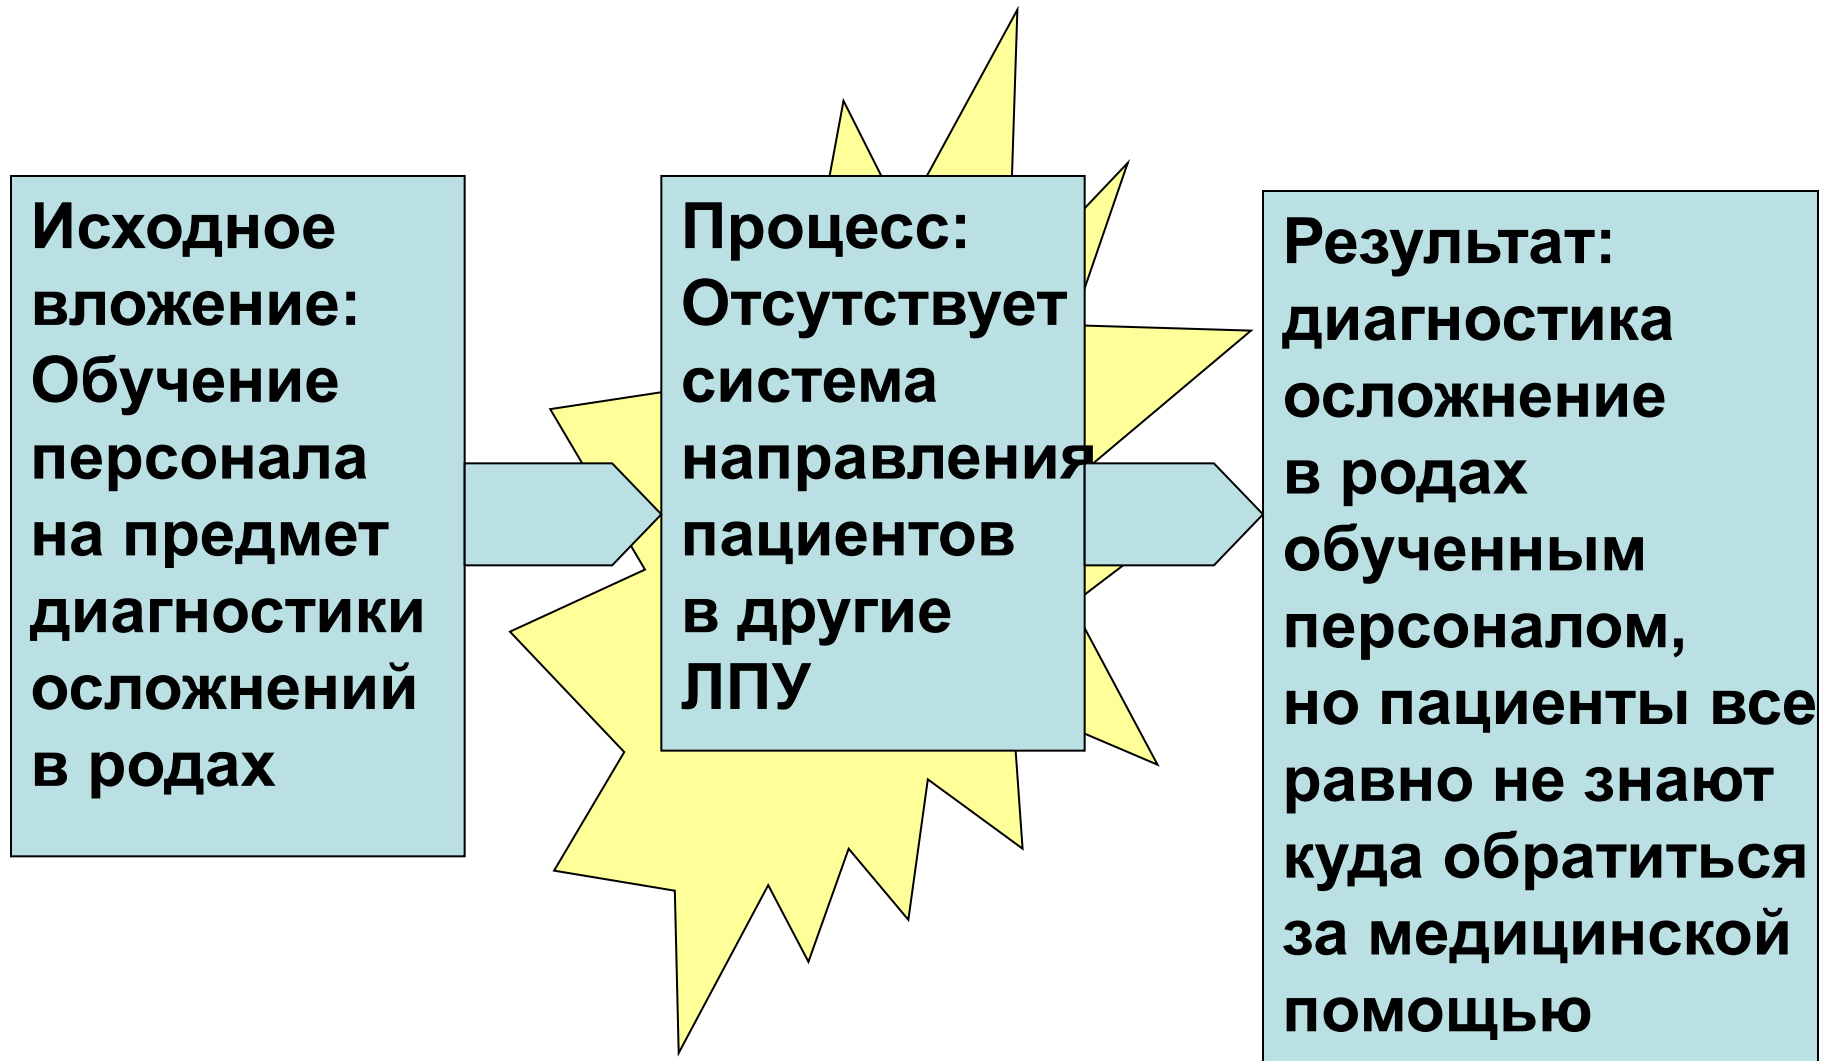 Исходное
вложение:
Обучение
персонала
на предмет
диагностики
осложнений
в родах
Процесс:
Отсутствует
система
направления
пациентов
в другие
ЛПУ
Результат:
диагностика
осложнение
в родах
обученным
персоналом,
но пациенты все
равно не знают
куда обратиться
за медицинской
помощью